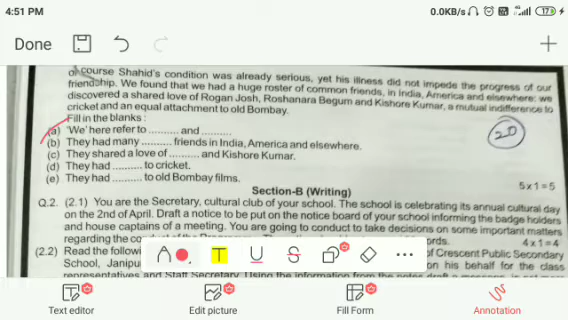 4:51 PM
0.0KB/s
17
Done
of course Shahid's condition was already serious, yet his illness did not impede the progress of our
friendship. We found that we had a huge roster of common friends, in India, America and elsewhere; we
discovered a shared love of Rogan Josh, Roshanara Begum and Kishore Kumar, a mutual indifference to
cricket and an equal attachment to old Bombay.
Fill in the blanks :
(a) 'We' here refer to .......... and ..........
20
(b) They had many .......... friends in India, America and elsewhere.
(c) They shared a love of .......... and Kishore Kumar.
(d) They had .......... to cricket.
(e) They had .......... to old Bombay films.
5x1=5
Section-B (Writing)
Q.2. (2.1) You are the Secretary, cultural club of your school. The school is celebrating its annual cultural day
on the 2nd of April. Draft a notice to be put on the notice board of your school informing the badge holders
and house captains of a meeting. You are going to conduct to take decisions on some important matters
regarding the
4x1=4
(2.2) Read the
of Crescent Public Secondary
School,
on his behalf for the class
representatives and Staff Secretary. Using the information from the notes draft a message
A T U S
Text editor
Edit picture
Fill Form
Annotation